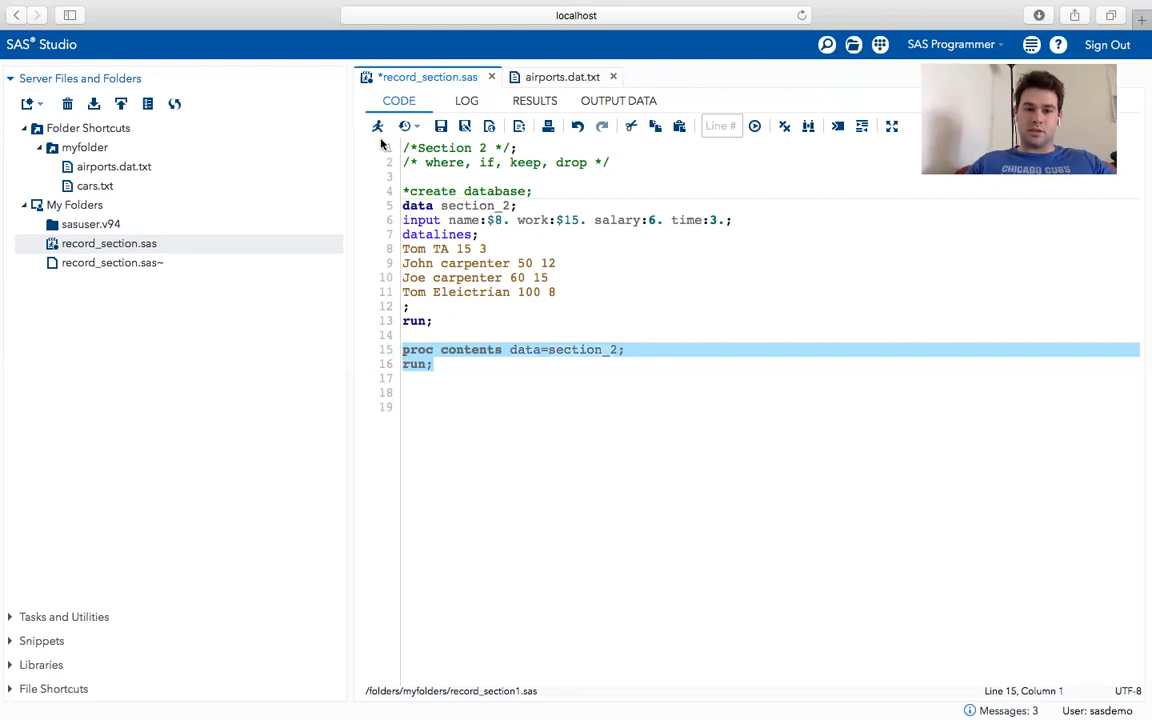 localhost
SAS® Studio
SAS Programmer
Sign Out
Server Files and Folders
Folder Shortcuts
myfolder
airports.dat.txt
cars.txt
My Folders
sasuser.v94
record_section.sas
record_section.sas~
Tasks and Utilities
Snippets
Libraries
File Shortcuts
*record_section.sas
airports.dat.txt
CODE
LOG
RESULTS
OUTPUT DATA
Line #
1 /*Section 2 */;
2 /* where, if, keep, drop */
3
4 *create database;
5 data section_2;
6 input name:$8. work:$15. salary:6. time:3.;
7 datalines;
8 Tom TA 15 3
9 John carpenter 50 12
10 Joe carpenter 60 15
11 Tom Eleictrian 100 8
12 ;
13 run;
14
15 proc contents data=section_2;
16 run;
17
18
19
CHICAGO CUBS
/folders/myfolders/record_section1.sas
Line 15, Column 1
UTF-8
Messages: 3
User: sasdemo